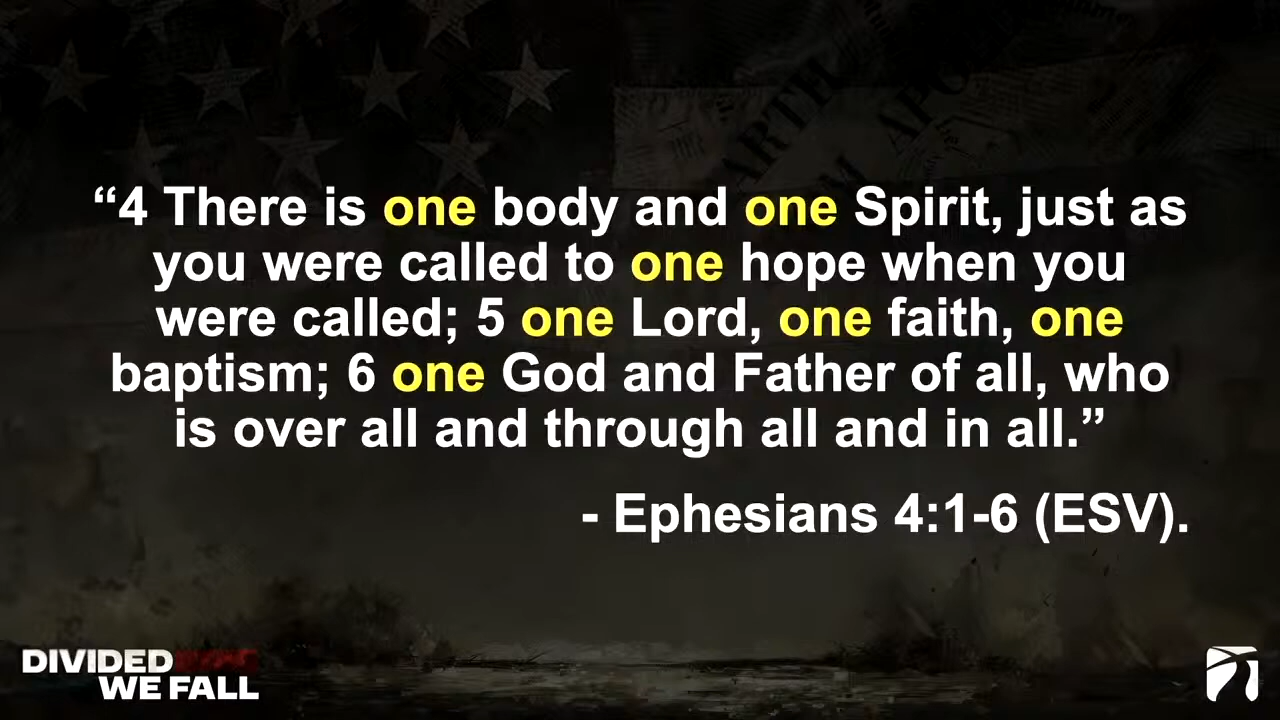 “4 There is one body and one Spirit, just as
you were called to one hope when you
were called; 5 one Lord, one faith, one
baptism; 6 one God and Father of all, who
is over all and through all and in all.”
- Ephesians 4:1-6 (ESV).
DIVIDED
WE FALL